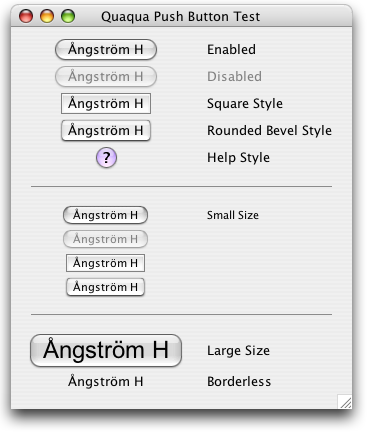 Quaqua Push Button Test
Ångström H Enabled
Ångström H Disabled
Ångström H Square Style
Ångström H Rounded Bevel Style
? Help Style
Ångström H Small Size
Ångström H
Ångström H
Ångström H
Ångström H Large Size
Ångström H Borderless